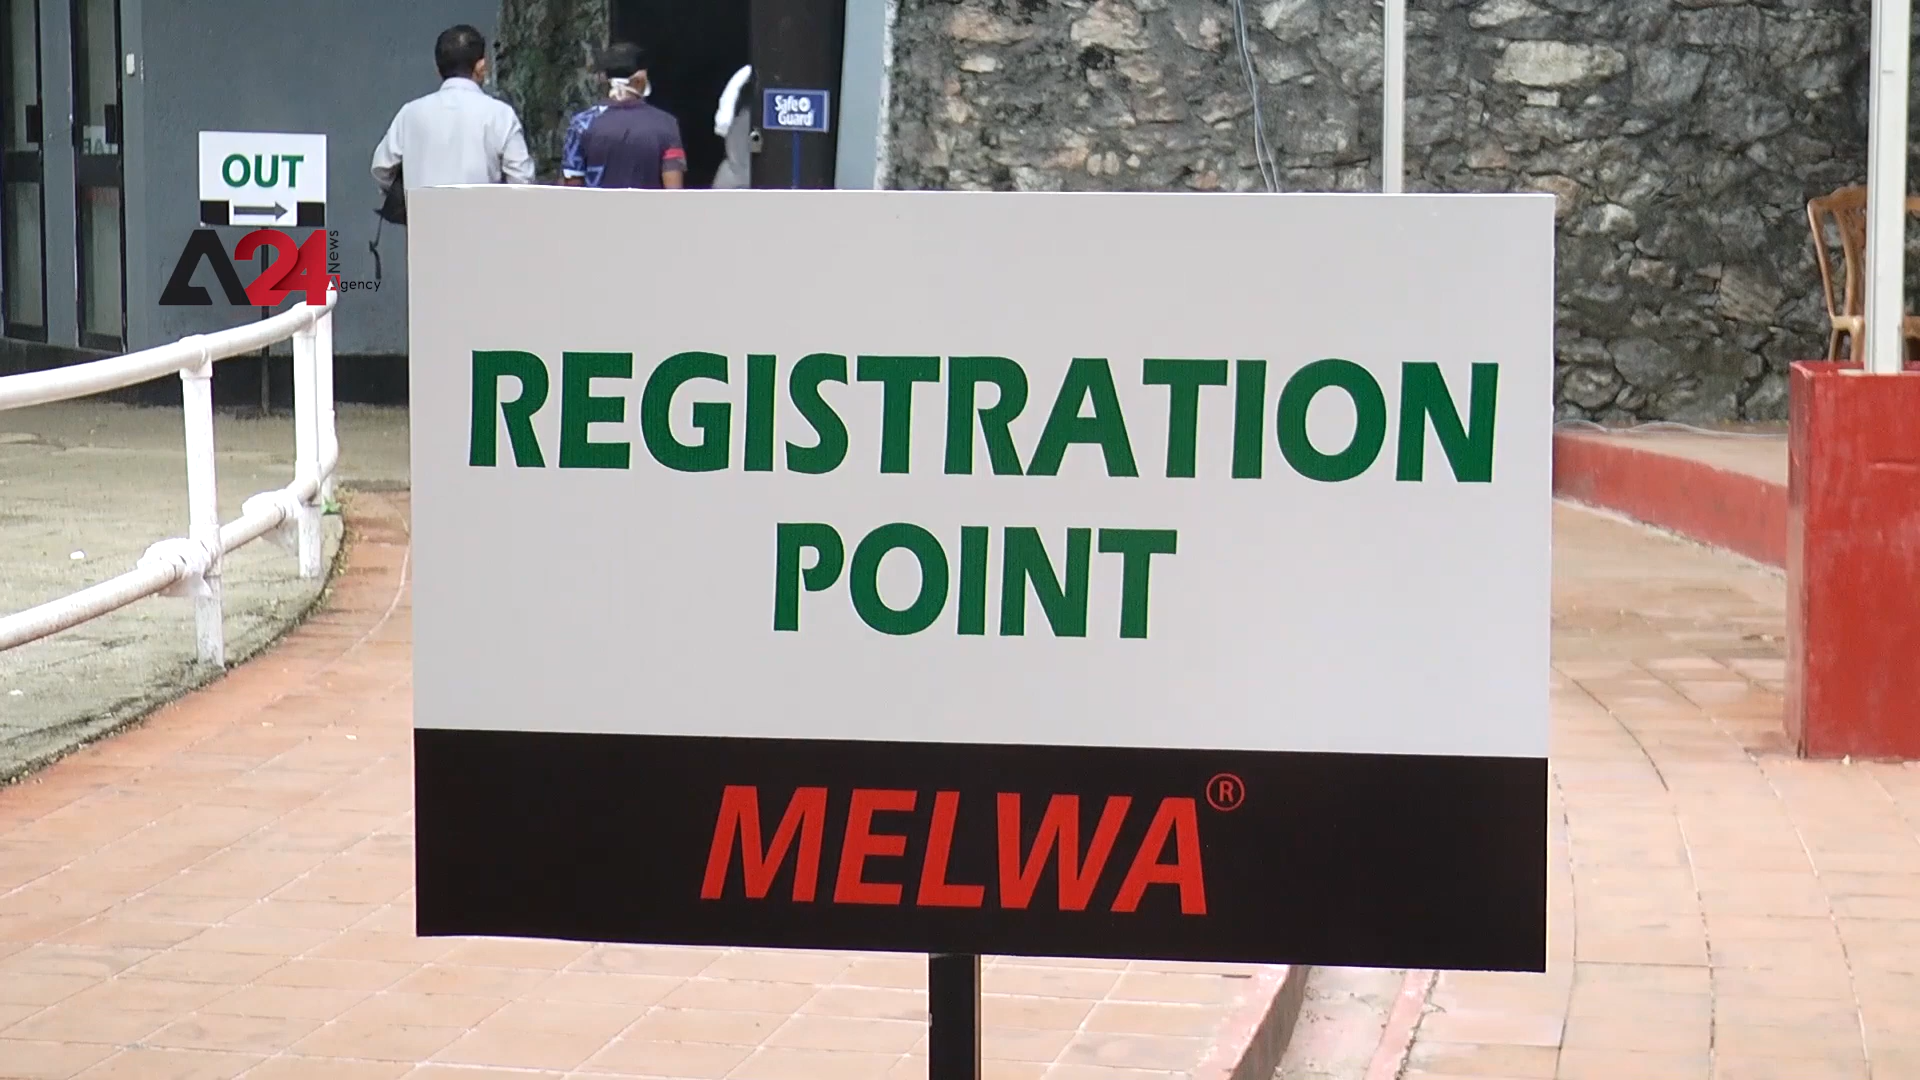 Safe
Guard
OUT
A24
News
Agency
REGISTRATION
POINT
MELWA®